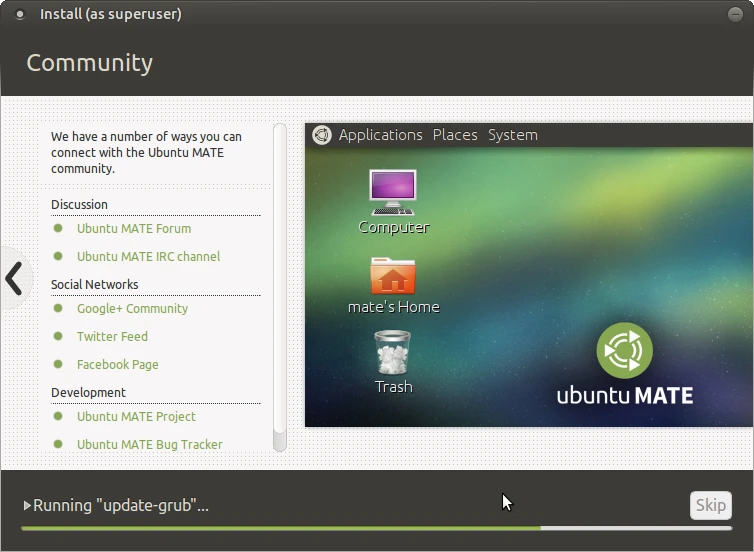 Install (as superuser)
Community
We have a number of ways you can
connect with the Ubuntu MATE
community.
Discussion
Ubuntu MATE Forum
Ubuntu MATE IRC channel
Social Networks
Google+ Community
Twitter Feed
Facebook Page
Development
Ubuntu MATE Project
Ubuntu MATE Bug Tracker
Applications Places System
Computer
mate's Home
Trash
ubuntu MATE
Running "update-grub"...
Skip